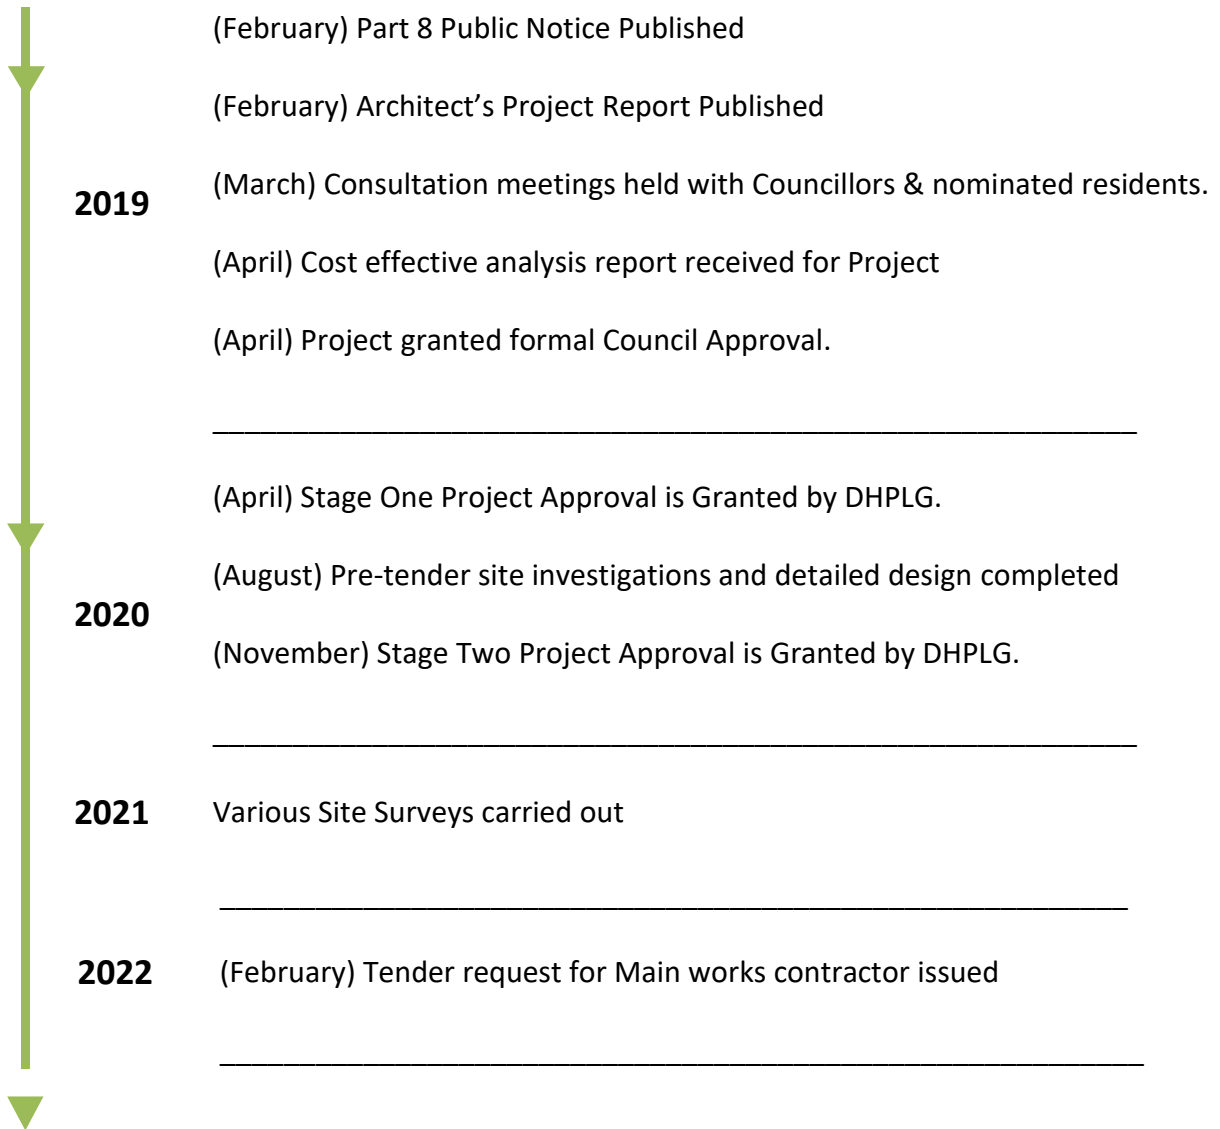 (February) Part 8 Public Notice Published
(February) Architect’s Project Report Published
2019
(March) Consultation meetings held with Councillors & nominated residents.
(April) Cost effective analysis report received for Project
(April) Project granted formal Council Approval.
(April) Stage One Project Approval is Granted by DHPLG.
(August) Pre-tender site investigations and detailed design completed
2020
(November) Stage Two Project Approval is Granted by DHPLG.
2021 Various Site Surveys carried out
2022 (February) Tender request for Main works contractor issued